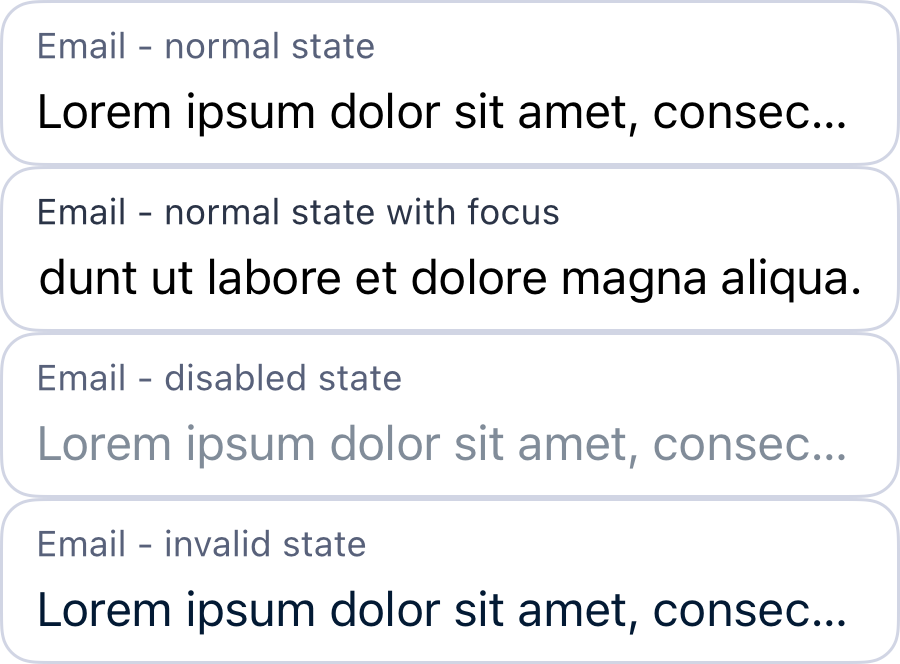 Email - normal state
Lorem ipsum dolor sit amet, consec...
Email - normal state with focus
dunt ut labore et dolore magna aliqua.
Email - disabled state
Lorem ipsum dolor sit amet, consec...
Email - invalid state
Lorem ipsum dolor sit amet, consec...